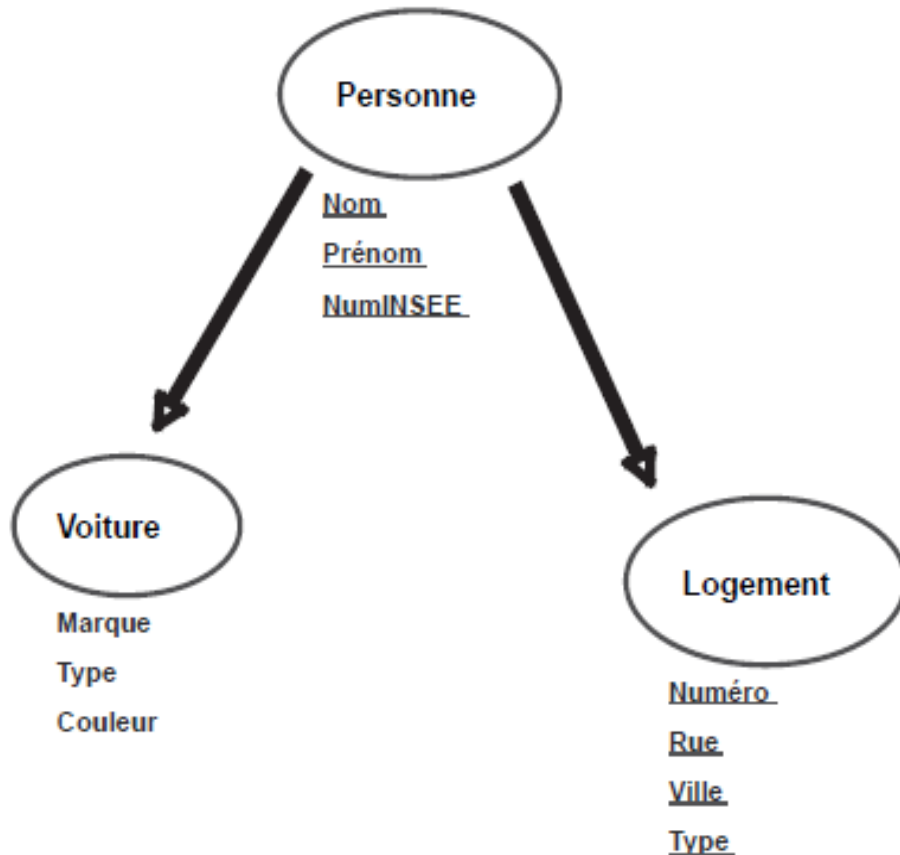 Personne
Nom
Prénom
NumINSEE
Voiture
Marque
Type
Couleur
Logement
Numéro
Rue
Ville
Type